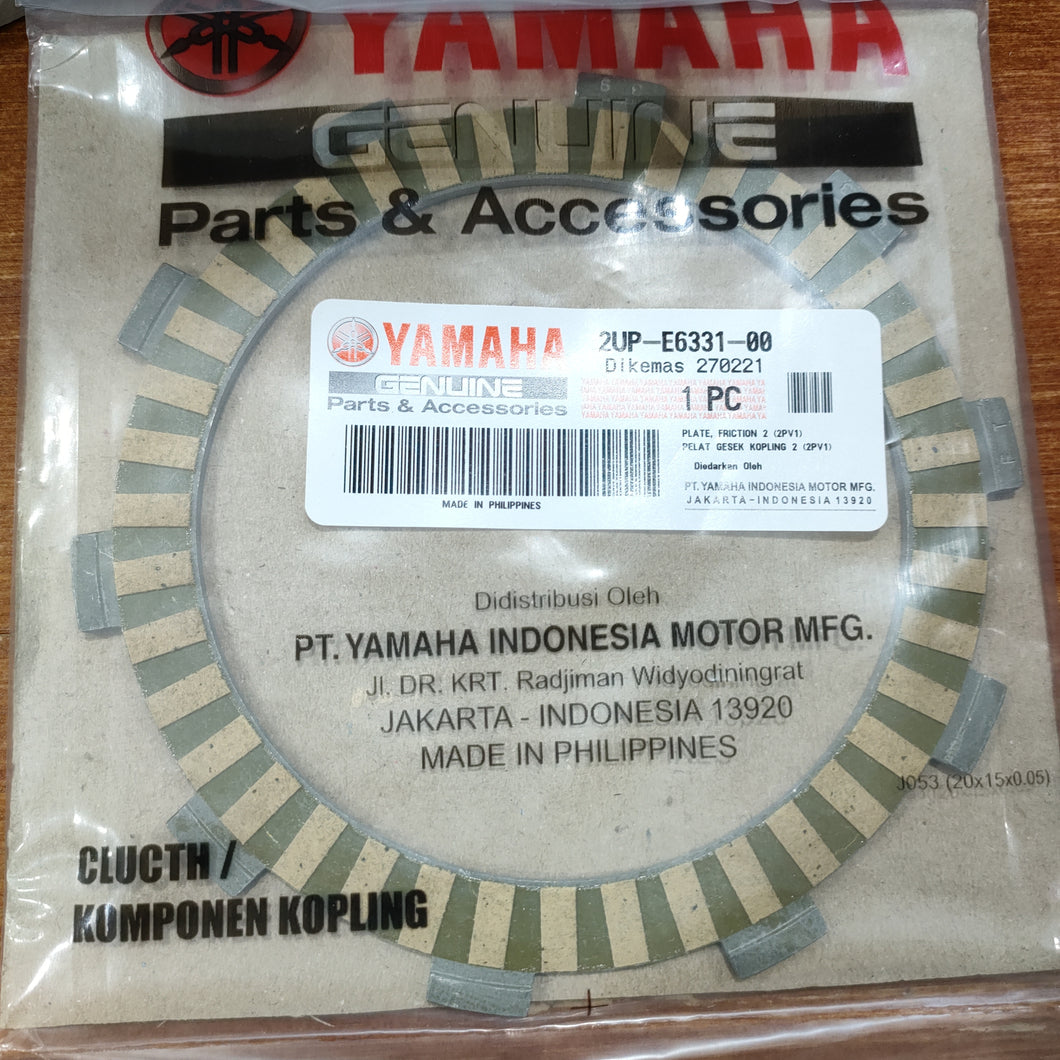 YAMAHA
GENUINE
Parts & Accessories
YAMAHA
GENUINE
Parts & Accessories
2UP-E6331-00
Dikemas 270221
1 PC
PLATE, FRICTION 2 (2PV1)
PELAT GESEK KOPLING 2 (2PV1)
Diedarkan Oleh
PT. YAMAHA INDONESIA MOTOR MFG.
JAKARTA-INDONESIA 13920
MADE IN PHILIPPINES
Didistribusi Oleh
PT. YAMAHA INDONESIA MOTOR MFG.
Jl. DR. KRT. Radjiman Widyodiningrat
JAKARTA - INDONESIA 13920
MADE IN PHILIPPINES
J053 (20x15x0.05)
CLUCTH /
KOMPONEN KOPLING